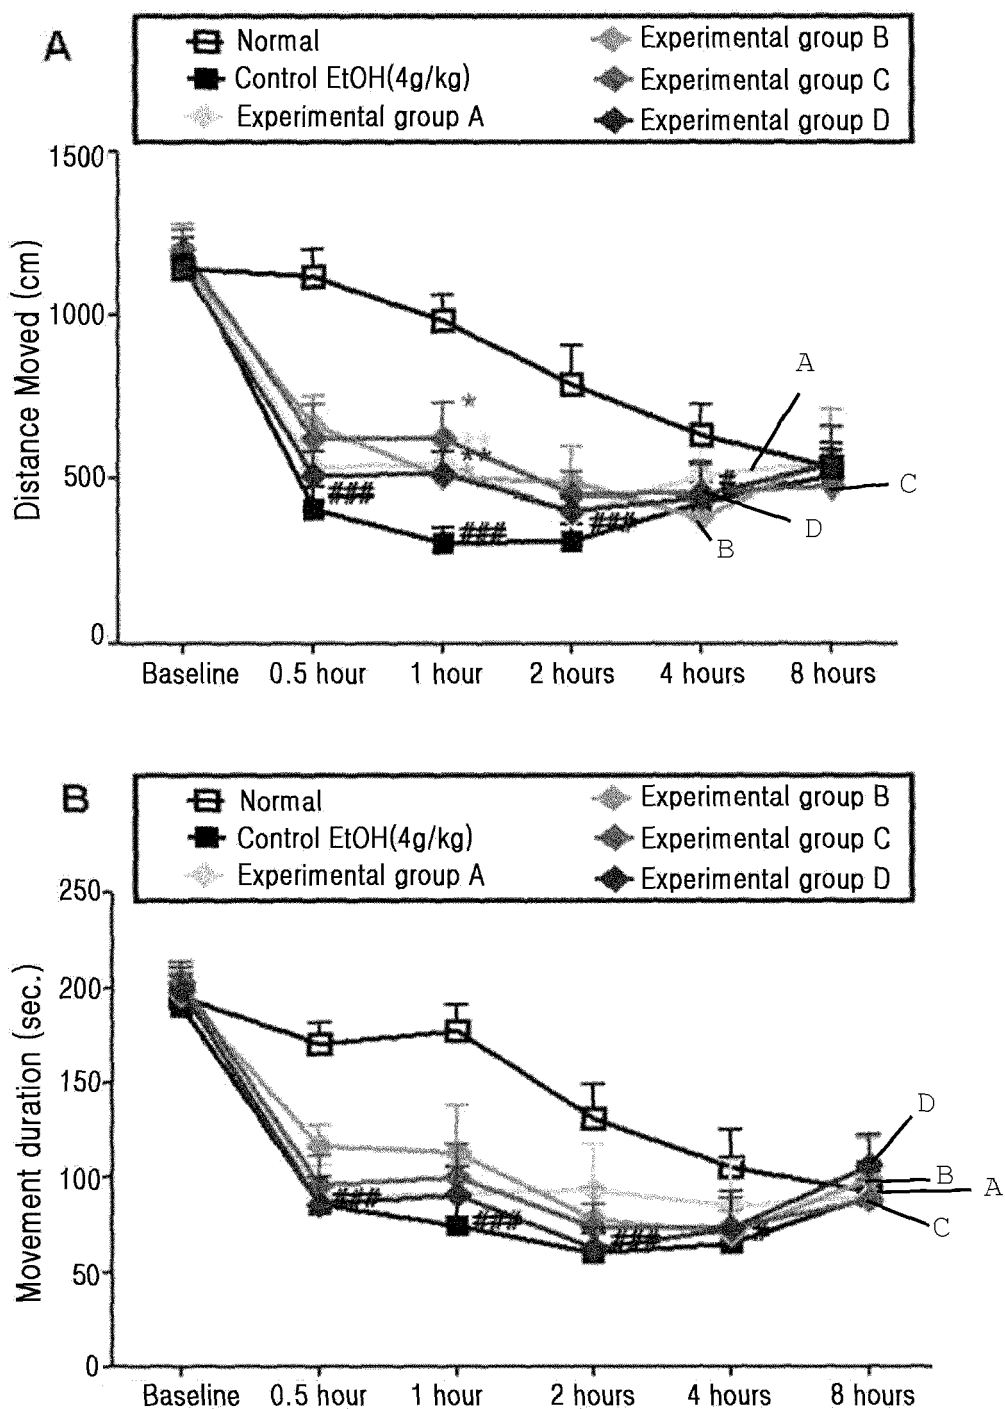 A
Normal
Control EtOH(4g/kg)
Experimental group A
Experimental group B
Experimental group C
Experimental group D
Distance Moved (cm)
1500
1000
500
0
*
**
###
###
###
#
A
B
C
D
Baseline 0.5 hour 1 hour 2 hours 4 hours 8 hours
B
Normal
Control EtOH(4g/kg)
Experimental group A
Experimental group B
Experimental group C
Experimental group D
Movement duration (sec.)
250
200
150
100
50
0
###
###
###
D
B
A
C
Baseline 0.5 hour 1 hour 2 hours 4 hours 8 hours